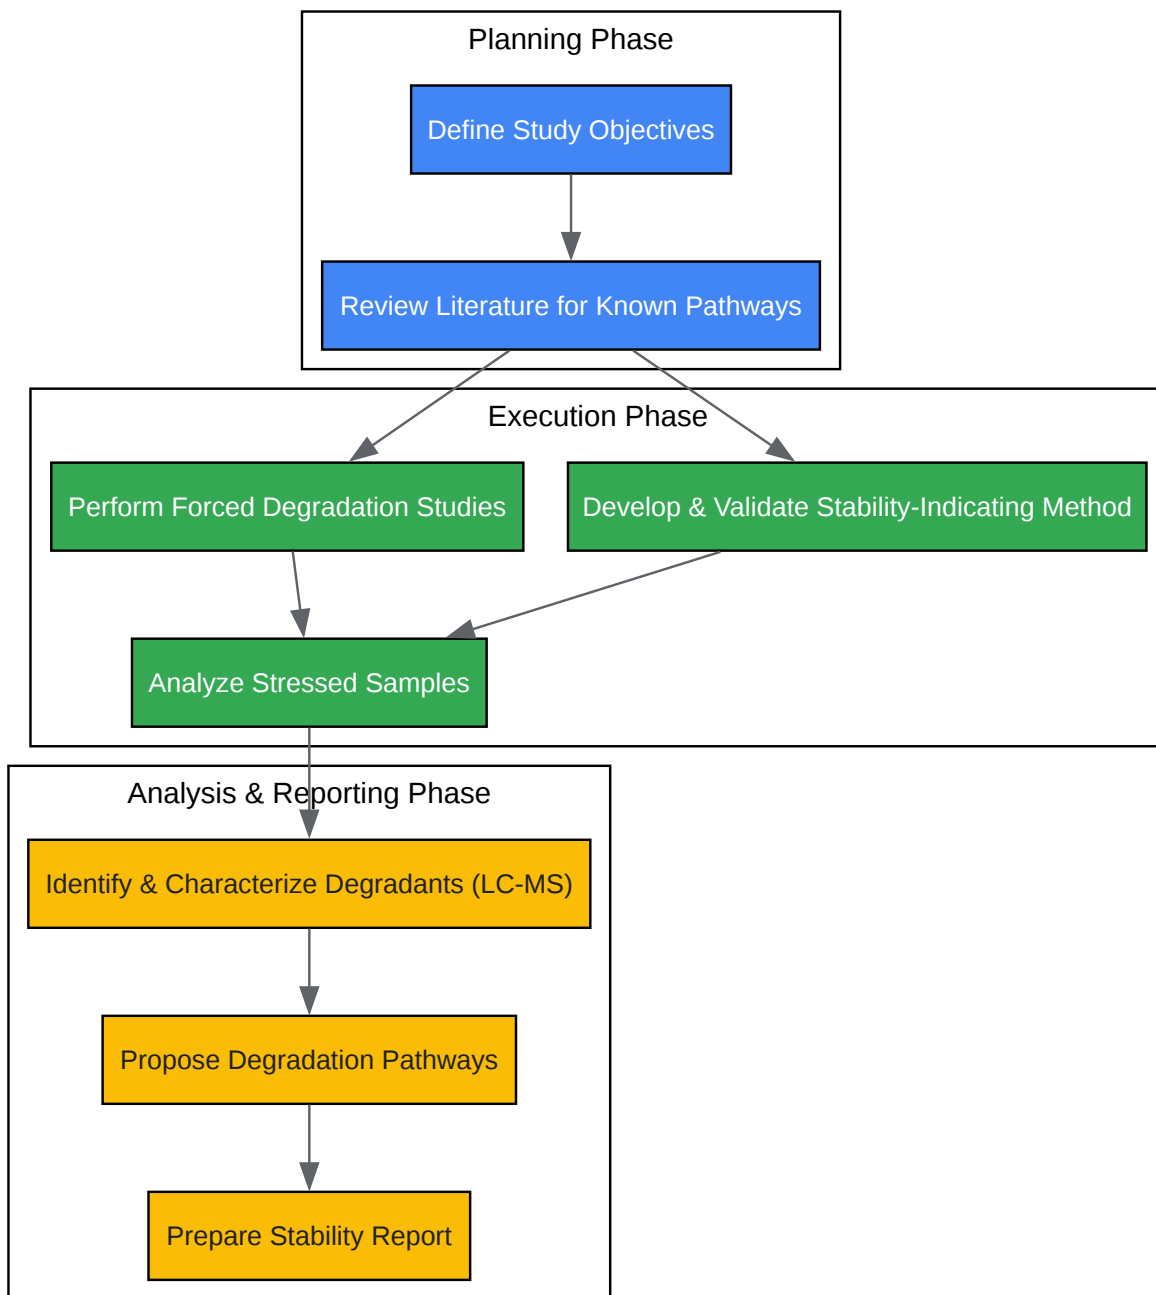 Planning Phase
Define Study Objectives
Review Literature for Known Pathways
Execution Phase
Perform Forced Degradation Studies
Develop & Validate Stability-Indicating Method
Analyze Stressed Samples
Analysis & Reporting Phase
Identify & Characterize Degradants (LC-MS)
Propose Degradation Pathways
Prepare Stability Report